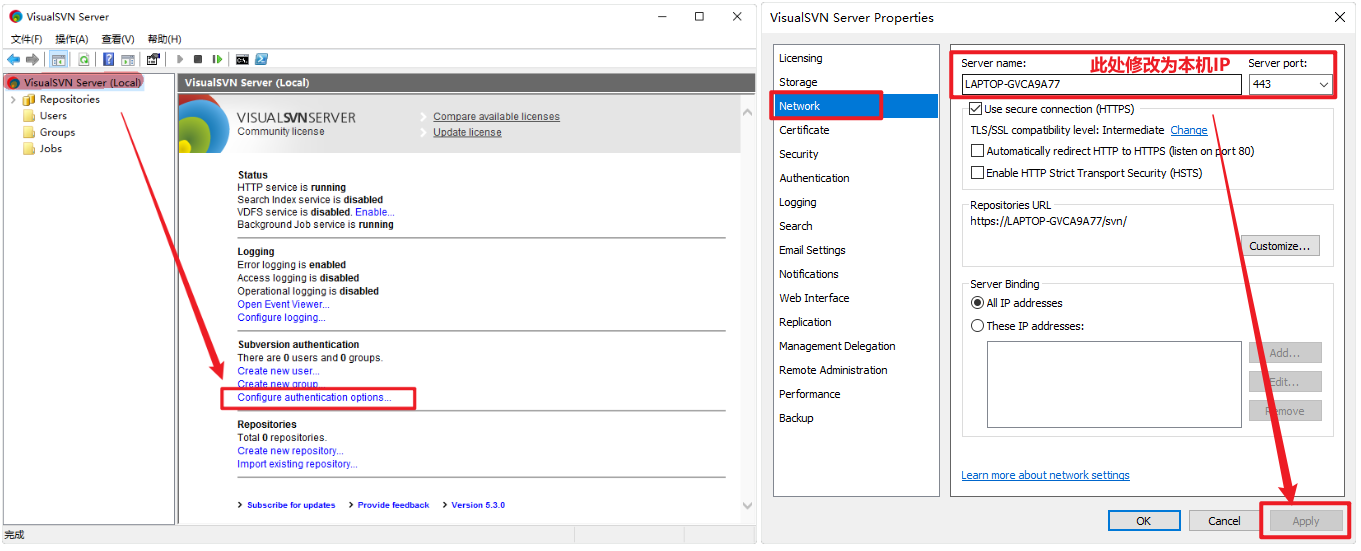 VisualSVN Server
文件(F) 操作(A) 查看(V) 帮助(H)
VisualSVN Server (Local)
Repositories
Users
Groups
Jobs
VisualSVN Server (Local)
VISUALSVNSERVER
Community license
Compare available licenses
Update license
Status
HTTP service is running
Search Index service is disabled
VDFS service is disabled. Enable...
Background Job service is running
Logging
Error logging is enabled
Access logging is disabled
Operational logging is disabled
Open Event Viewer...
Configure logging...
Subversion authentication
There are 0 users and 0 groups.
Create new user...
Create new group...
Configure authentication options...
Repositories
Total 0 repositories.
Create new repository...
Import existing repository...
Subscribe for updates Provide feedback Version 5.3.0
完成
VisualSVN Server Properties
Licensing
Storage
Network
Certificate
Security
Authentication
Logging
Search
Email Settings
Notifications
Web Interface
Replication
Management Delegation
Remote Administration
Performance
Backup
Server name: 此处修改为本机IP Server port:
LAPTOP-GVCA9A77 443
Use secure connection (HTTPS)
TLS/SSL compatibility level: Intermediate Change
Automatically redirect HTTP to HTTPS (listen on port 80)
Enable HTTP Strict Transport Security (HSTS)
Repositories URL
https://LAPTOP-GVCA9A77/svn/
Customize...
Server Binding
All IP addresses
These IP addresses:
Add...
Edit...
Remove
Learn more about network settings
OK Cancel Apply